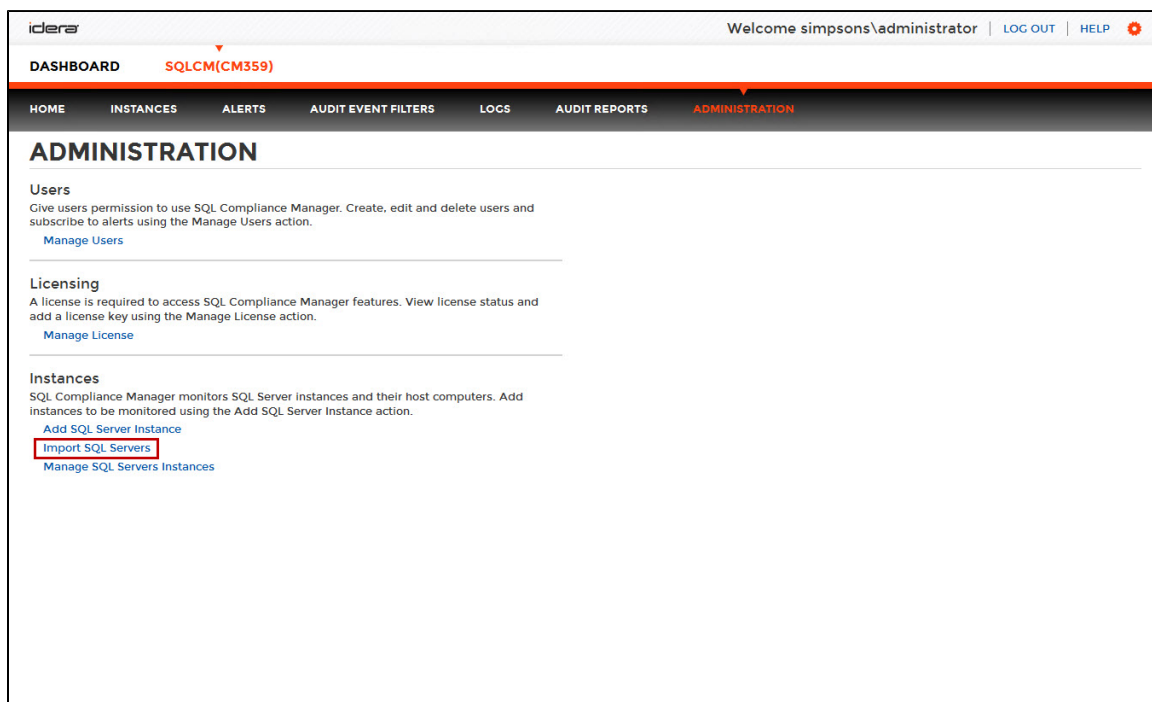 idera
Welcome simpsons\administrator | LOG OUT | HELP
DASHBOARD SQLCM(CM359)
HOME INSTANCES ALERTS AUDIT EVENT FILTERS LOGS AUDIT REPORTS ADMINISTRATION
ADMINISTRATION
Users
Give users permission to use SQL Compliance Manager. Create, edit and delete users and
subscribe to alerts using the Manage Users action.
Manage Users
Licensing
A license is required to access SQL Compliance Manager features. View license status and
add a license key using the Manage License action.
Manage License
Instances
SQL Compliance Manager monitors SQL Server instances and their host computers. Add
instances to be monitored using the Add SQL Server Instance action.
Add SQL Server Instance
Import SQL Servers
Manage SQL Servers Instances